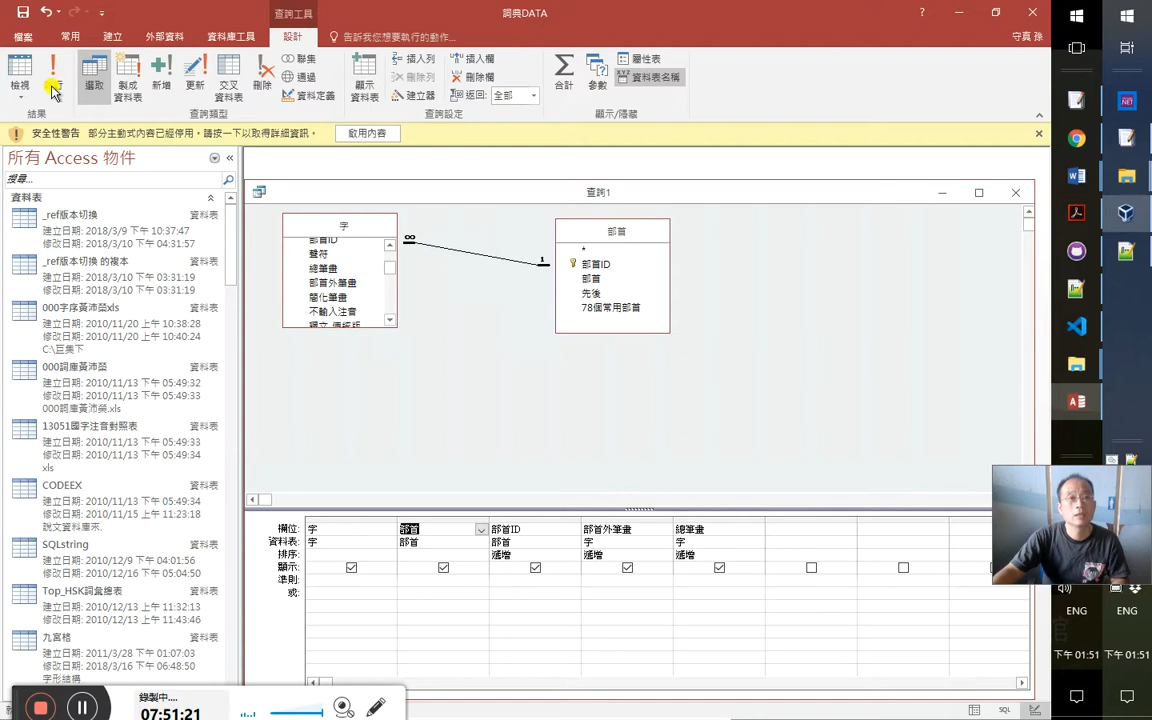 查詢工具
詞典DATA
檔案
常用
建立
外部資料
資料庫工具
設計
告訴我您想要執行的動作...
守真 孫
檢視
選取
製成
資料表
新增
更新
交叉
資料表
刪除
聯集
通過
資料定義
顯示
資料表
插入列
刪除列
建立器
插入欄
刪除欄
返回:
全部
合計
參數
屬性表
資料表名稱
結果
查詢類型
查詢設定
顯示/隱藏
安全性警告
部分主動式內容已經停用，請按一下以取得詳細資訊。
啟用內容
所有 Access 物件
搜尋...
資料表
_ref版本切換
資料表
建立日期: 2018/3/9 下午 10:37:47
修改日期: 2018/3/10 下午 04:31:57
_ref版本切換 的複本
資料表
建立日期: 2018/3/10 下午 03:31:19
修改日期: 2018/3/10 下午 03:31:19
000字序黃沛榮xls
資料表
建立日期: 2010/11/20 上午 10:38:28
修改日期: 2010/11/20 上午 10:40:24
C:\巨集下
000詞庫黃沛榮
資料表
建立日期: 2010/11/13 下午 05:49:32
修改日期: 2010/11/13 下午 05:49:33
000詞庫黃沛榮.xls
13051國字注音對照表
資料表
建立日期: 2010/11/13 下午 05:49:33
修改日期: 2010/11/13 下午 05:49:34
xls
CODEEX
資料表
建立日期: 2010/11/13 下午 05:49:34
修改日期: 2010/11/15 上午 11:23:18
說文資料庫來.
SQLstring
資料表
建立日期: 2010/12/9 下午 04:01:56
修改日期: 2010/12/16 下午 05:04:50
Top_HSK詞彙總表
資料表
建立日期: 2010/12/13 上午 11:32:13
修改日期: 2010/12/13 上午 11:43:46
九宮格
資料表
建立日期: 2011/3/28 下午 01:07:03
修改日期: 2018/3/16 下午 06:48:50
字形結構
查詢1
字
部首ID
聲符
總筆畫
部首外筆畫
簡化筆畫
不輸入注音
∞
1
部首
*
部首ID
部首
先後
78個常用部首
欄位:
字
部首
部首ID
部首外筆畫
總筆畫
資料表:
字
部首
部首
字
字
排序:
遞增
遞增
遞增
顯示:
準則:
或:
ENG
ENG
下午 01:51
下午 01:51
錄製中....
07:51:21
SQL